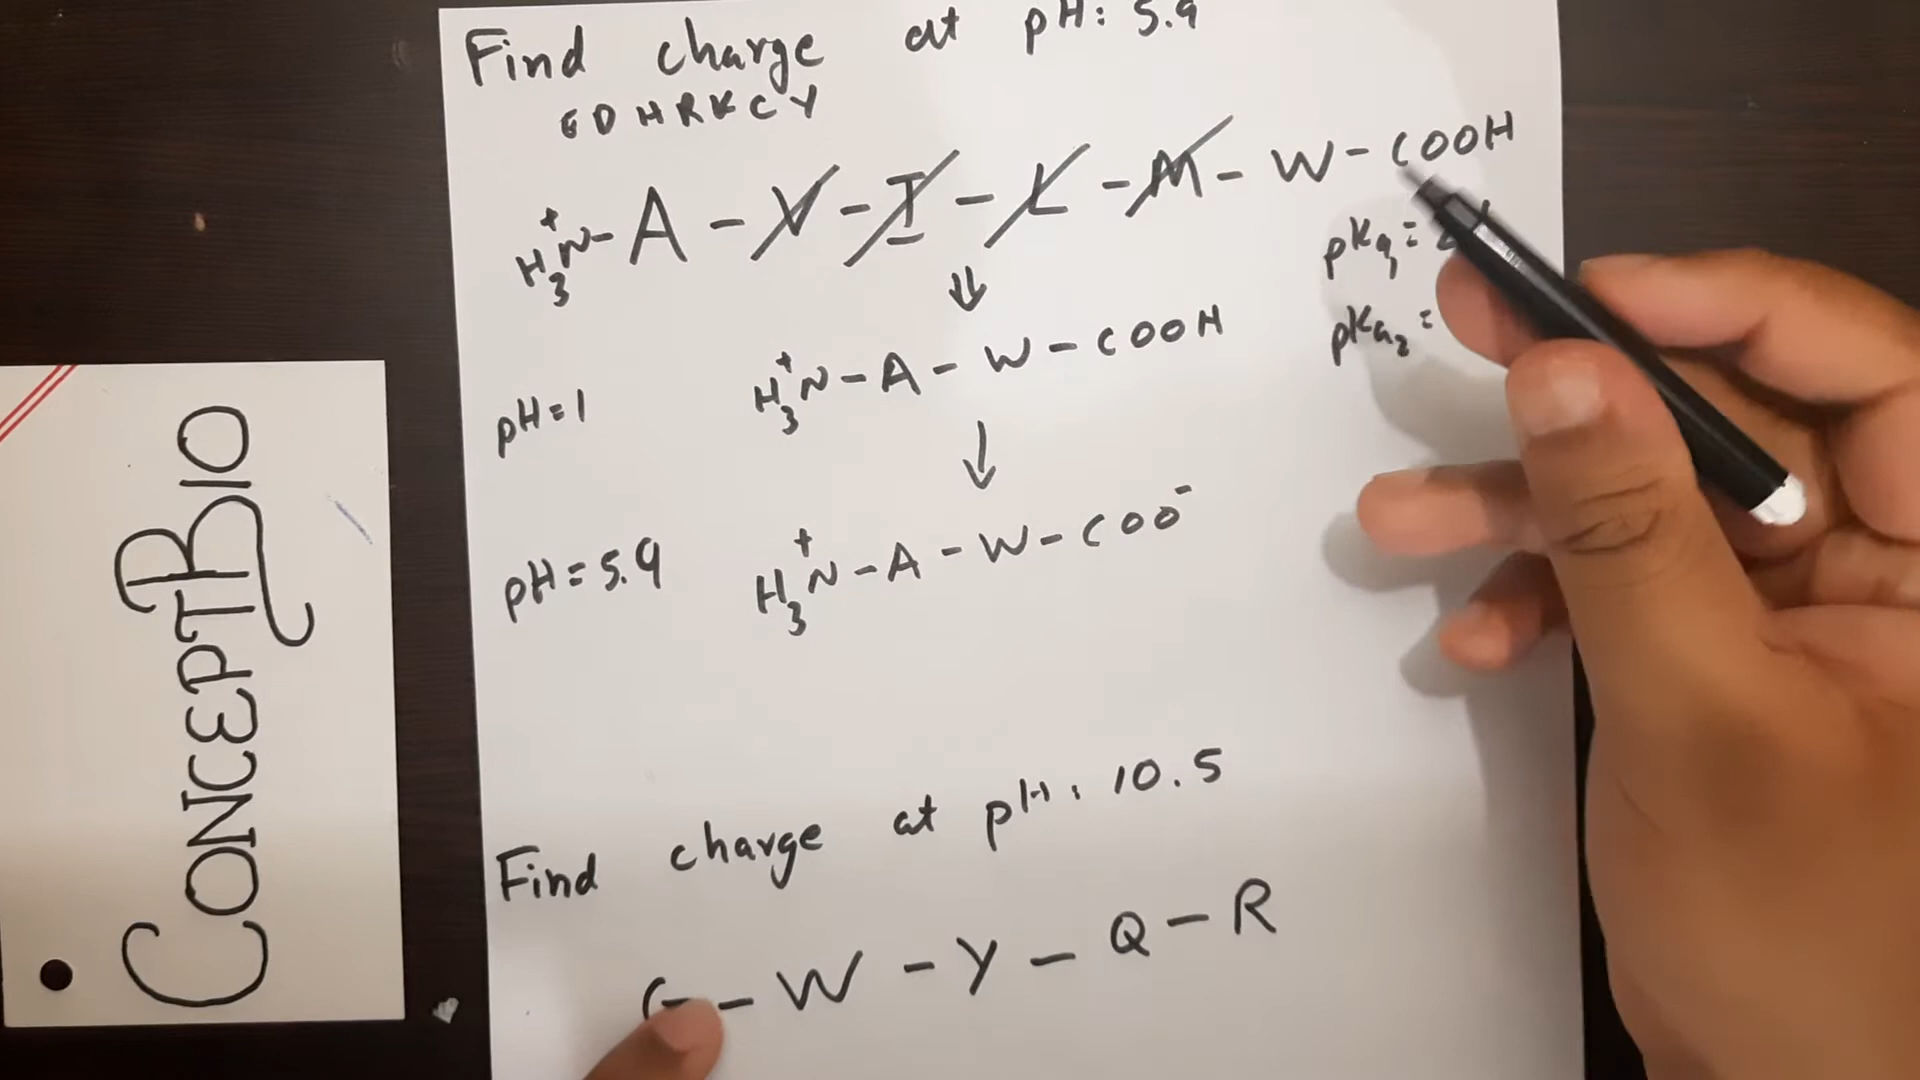 Find charge at pH: 5.9
E D H R K C Y
H₃N⁺ - A - V - I - L - M - W - COOH
pKa₁ =
⇓
pKa₂ =
pH=1 H₃N⁺ - A - W - COOH
↓
pH = 5.9 H₃N⁺ - A - W - COO⁻
CONCEPTBIO
Find charge at pH: 10.5
- W - Y - Q - R